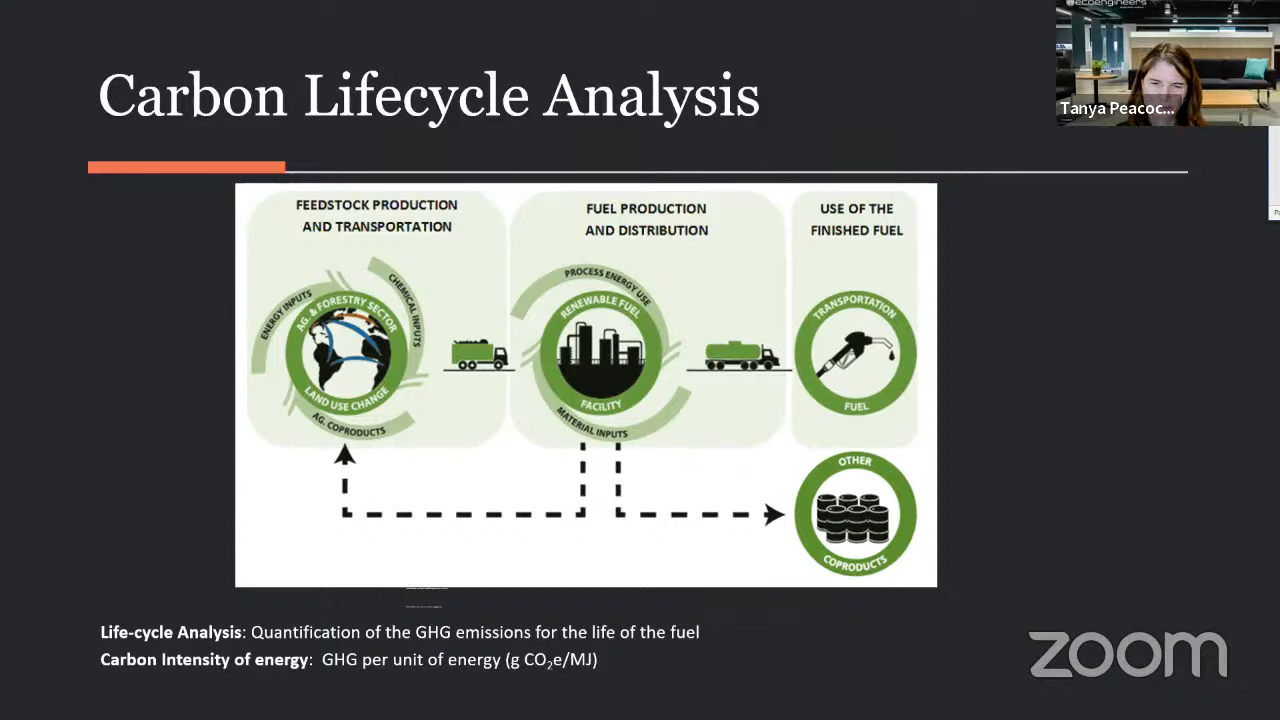 ecoengineers
Tanya Peacoc...
Carbon Lifecycle Analysis
FEEDSTOCK PRODUCTION
AND TRANSPORTATION
FUEL PRODUCTION
AND DISTRIBUTION
USE OF THE
FINISHED FUEL
ENERGY INPUTS
CHEMICAL INPUTS
AG. & FORESTRY SECTOR
LAND USE CHANGE
AG. COPRODUCTS
PROCESS ENERGY USE
RENEWABLE FUEL
FACILITY
MATERIAL INPUTS
TRANSPORTATION
FUEL
OTHER
COPRODUCTS
Life-cycle Analysis: Quantification of the GHG emissions for the life of the fuel
Carbon Intensity of energy: GHG per unit of energy (g CO₂e/MJ)
zoom